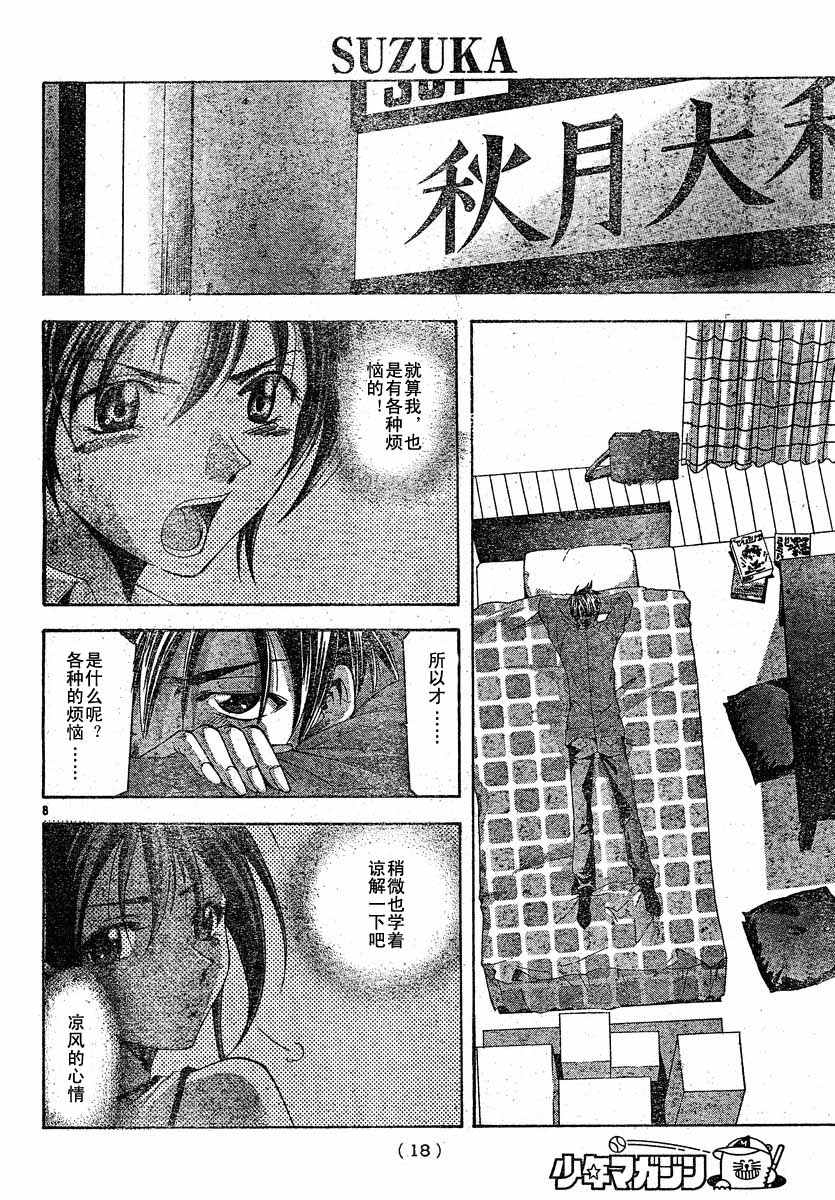 SUZUKA
301
秋月大和
就算我，也
是有各种烦
恼的！
所以才……
是什么呢？
各种的烦恼
……
8
稍微也学着
谅解一下吧
凉风的心情
（18）
少年マガジン